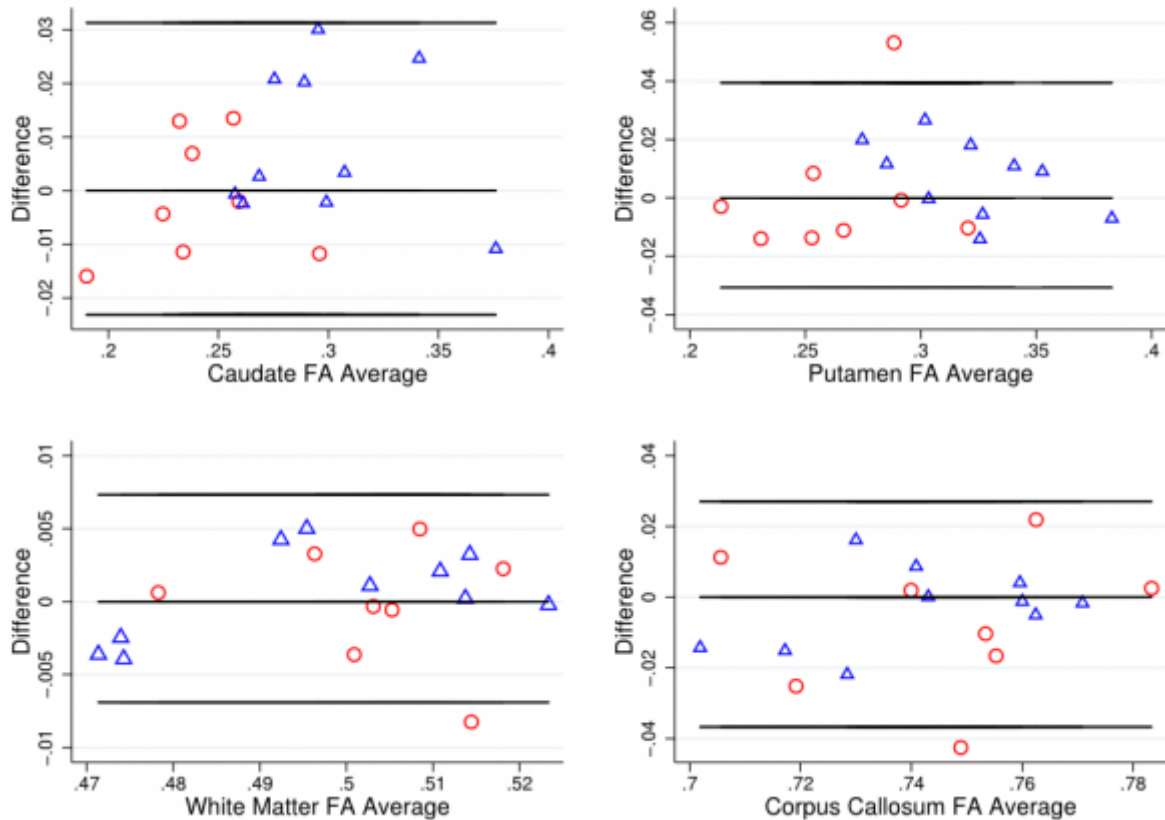 Difference
.03
.02
.01
0
-.01
-.02
.2 .25 .3 .35 .4
Caudate FA Average
Difference
.06
.04
.02
0
-.02
-.04
.2 .25 .3 .35 .4
Putamen FA Average
Difference
.01
.005
0
-.005
-.01
.47 .48 .49 .5 .51 .52
White Matter FA Average
Difference
.04
.02
0
-.02
-.04
.7 .72 .74 .76 .78
Corpus Callosum FA Average